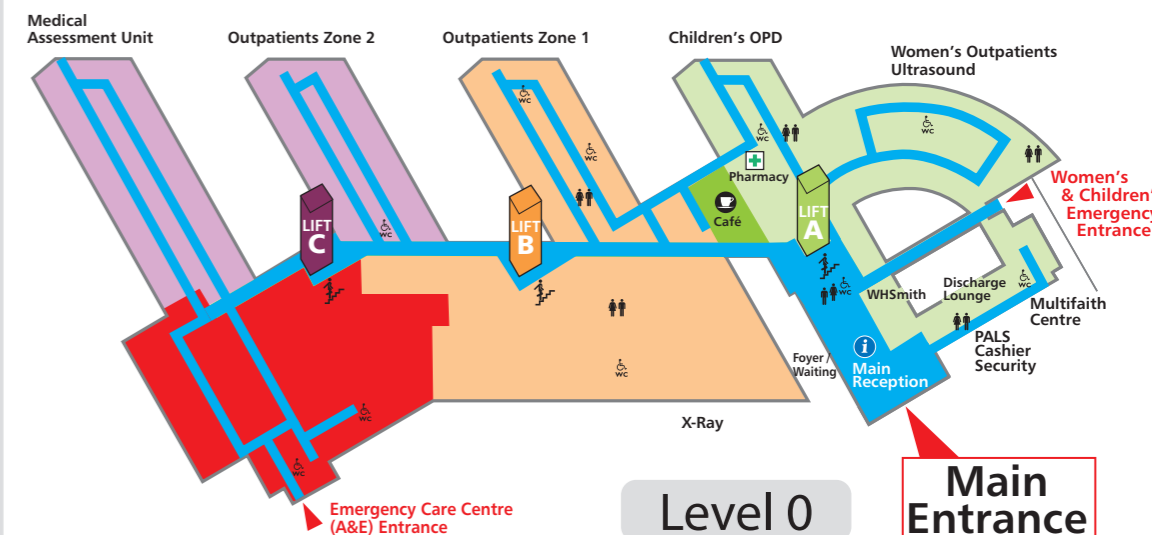 Medical
Assessment Unit
Outpatients Zone 2
Outpatients Zone 1
Children's OPD
Women's Outpatients
Ultrasound
wc
wc
wc
wc
Pharmacy
Café
Women's
& Children'
Emergency
Entrance
LIFT
C
LIFT
B
LIFT
A
wc
wc
WHSmith
Discharge
Lounge
wc
Multifaith
Centre
PALS
Cashier
Security
Foyer /
Waiting
i
Main
Reception
wc
wc
wc
X-Ray
Emergency Care Centre
(A&E) Entrance
Level 0
Main
Entrance